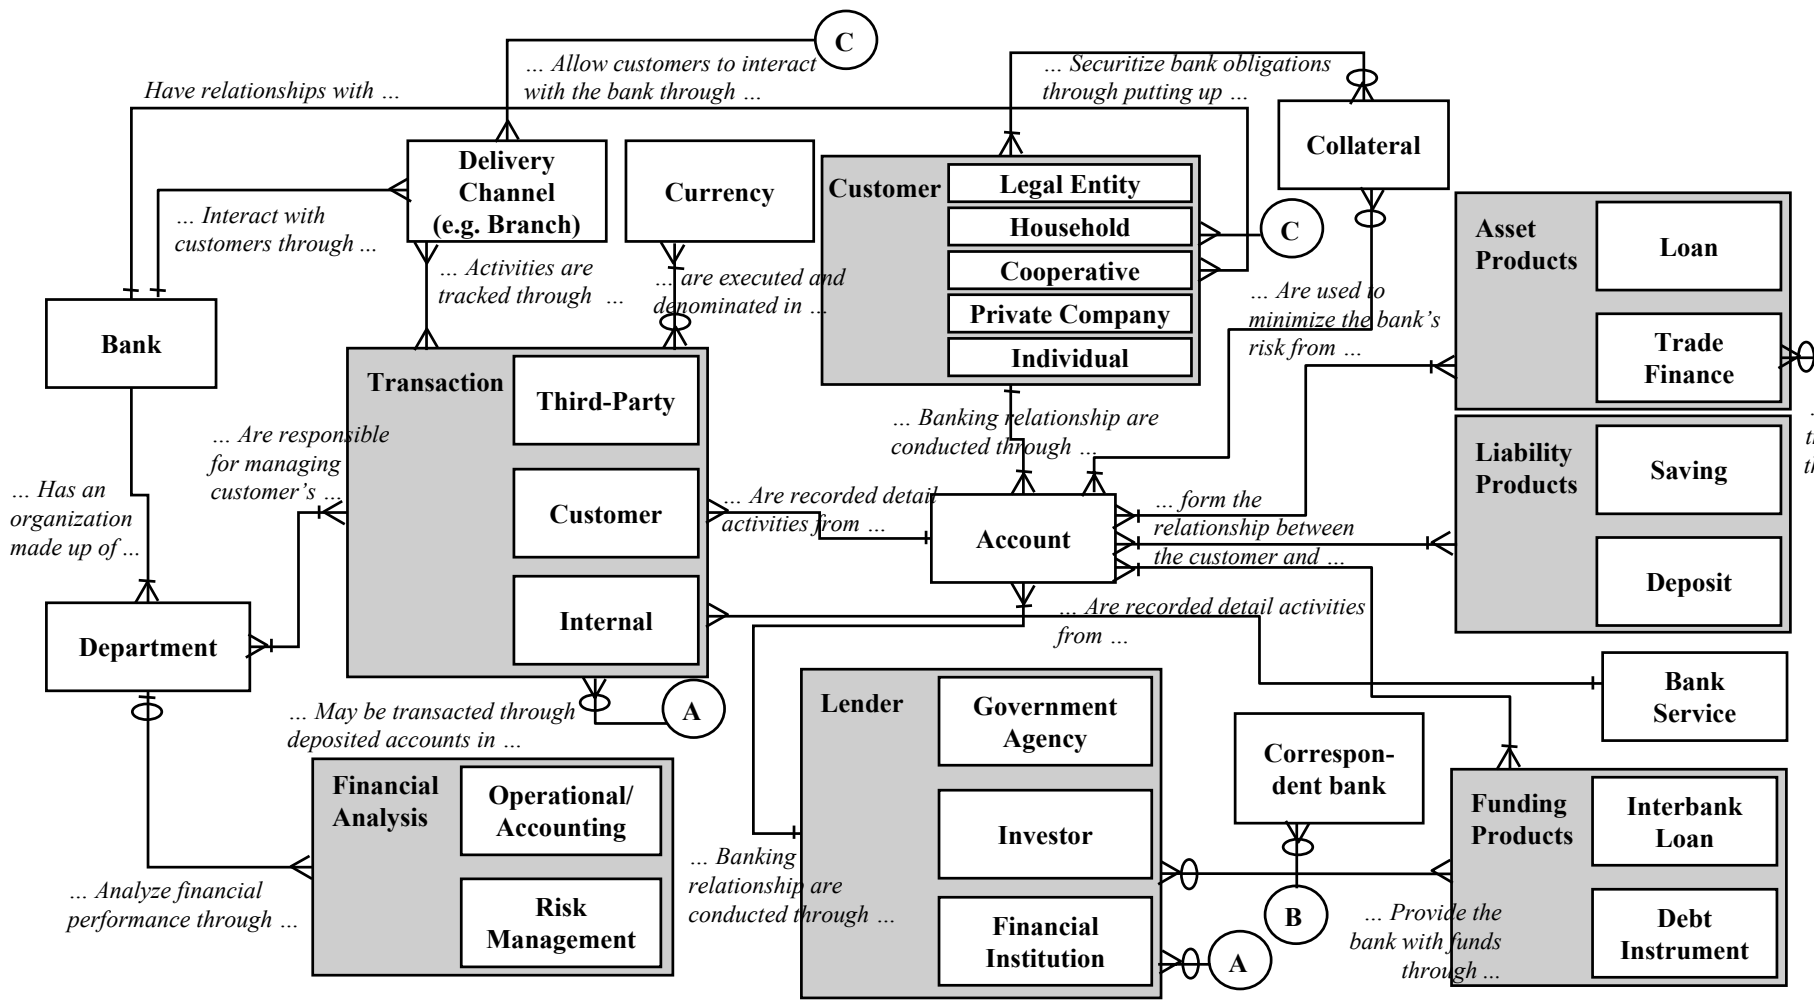 C
… Allow customers to interact
with the bank through …
Have relationships with …
… Securitize bank obligations
through putting up …
Delivery
Channel
(e.g. Branch)
Currency
Customer
Legal Entity
Household
Cooperative
Private Company
Individual
C
Collateral
… Interact with
customers through …
… Activities are
tracked through …
… are executed and
denominated in …
Asset
Products
Loan
Trade
Finance
… Are used to
minimize the bank’s
risk from …
Bank
Transaction
Third-Party
Customer
Internal
… Are responsible
for managing
customer’s …
… Banking relationship are
conducted through …
Liability
Products
Saving
Deposit
… Has an
organization
made up of …
… Are recorded detail
activities from …
Account
… form the
relationship between
the customer and …
Department
… Are recorded detail activities
from …
A
… May be transacted through
deposited accounts in …
Lender
Government
Agency
Investor
Financial
Institution
Bank
Service
Correspon-
dent bank
Financial
Analysis
Operational/
Accounting
Risk
Management
Funding
Products
Interbank
Loan
Debt
Instrument
… Analyze financial
performance through …
… Banking
relationship are
conducted through …
B
A
… Provide the
bank with funds
through …